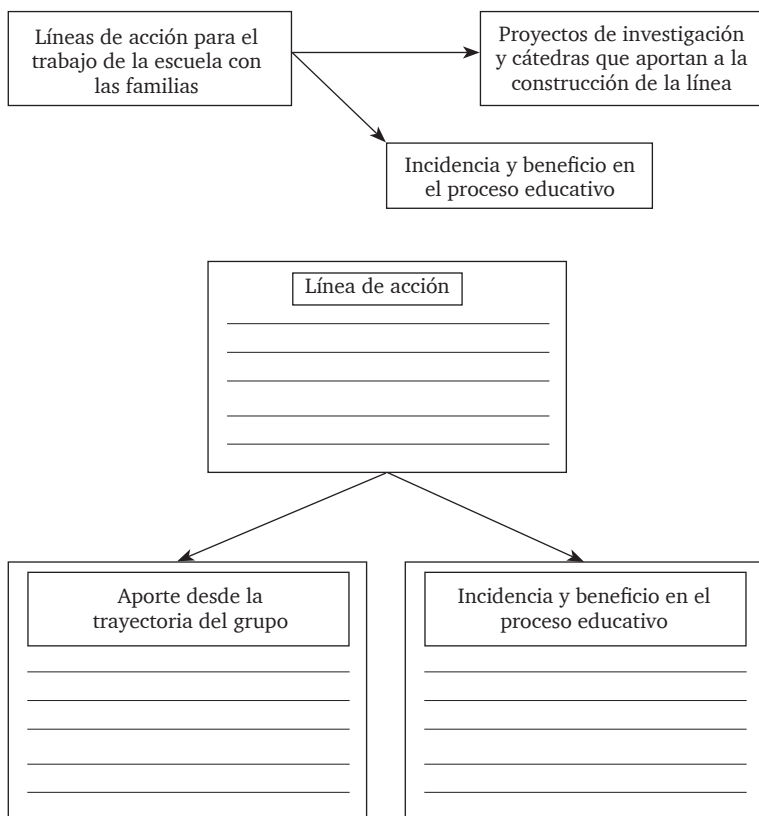 Líneas de acción para el
trabajo de la escuela con
las familias
Proyectos de investigación
y cátedras que aportan a la
construcción de la línea
Incidencia y beneficio en
el proceso educativo
Línea de acción
Aporte desde la
trayectoria del grupo
Incidencia y beneficio en el
proceso educativo